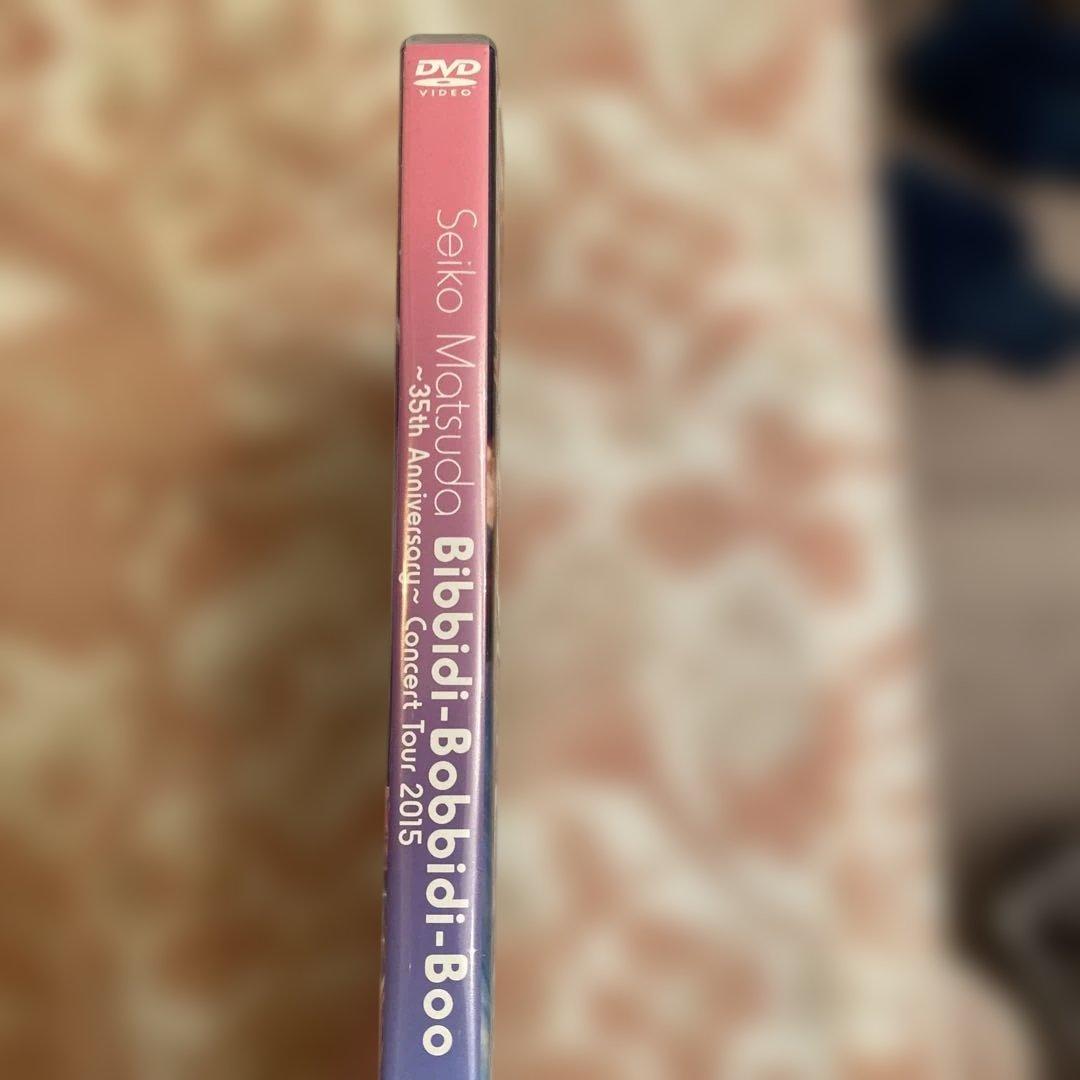 DVD
VIDEO
Seiko Matsuda Bibbidi-Bobbidi-Boo
~35th Anniversary~ Concert Tour 2015